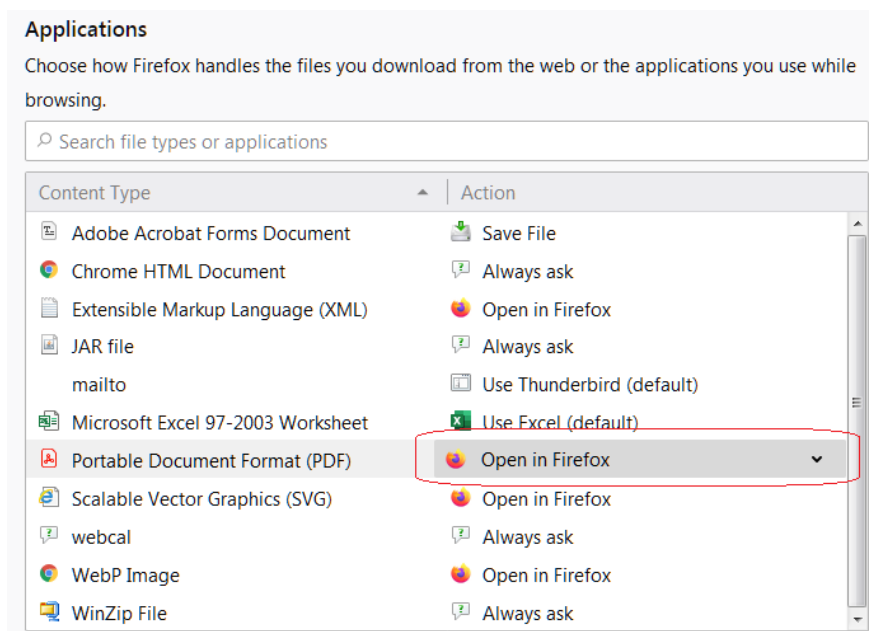 Applications
Choose how Firefox handles the files you download from the web or the applications you use while
browsing.
Search file types or applications
Content Type Action
Adobe Acrobat Forms Document Save File
Chrome HTML Document Always ask
Extensible Markup Language (XML) Open in Firefox
JAR file Always ask
mailto Use Thunderbird (default)
Microsoft Excel 97-2003 Worksheet Use Excel (default)
Portable Document Format (PDF) Open in Firefox
Scalable Vector Graphics (SVG) Open in Firefox
webcal Always ask
WebP Image Open in Firefox
WinZip File Always ask